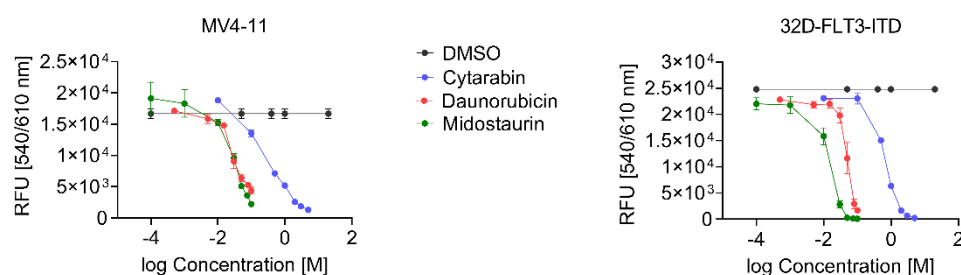 MV4-11
RFU [540/610 nm]
2.5×10⁴
2×10⁴
1.5×10⁴
1×10⁴
5×10³
0
-4
-2
0
2
log Concentration [M]
DMSO
Cytarabin
Daunorubicin
Midostaurin
32D-FLT3-ITD
RFU [540/610 nm]
3×10⁴
2.5×10⁴
2×10⁴
1.5×10⁴
1×10⁴
5×10³
0
-4
-2
0
2
log Concentration [M]